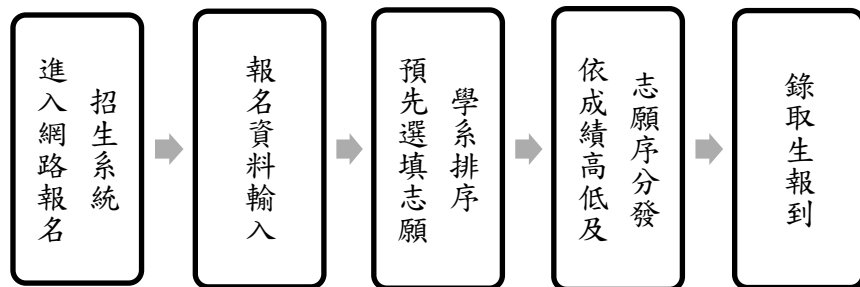 進入網路報名
招生系統
報名資料輸入
預先選填志願
學系排序
依成績高低及
志願序分發
錄取生報到